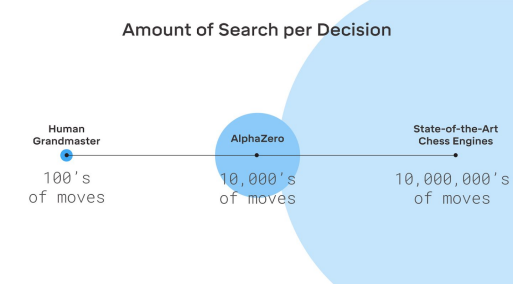 Amount of Search per Decision
Human
Grandmaster
100's
of moves
AlphaZero
10,000's
of moves
State-of-the-Art
Chess Engines
10,000,000's
of moves